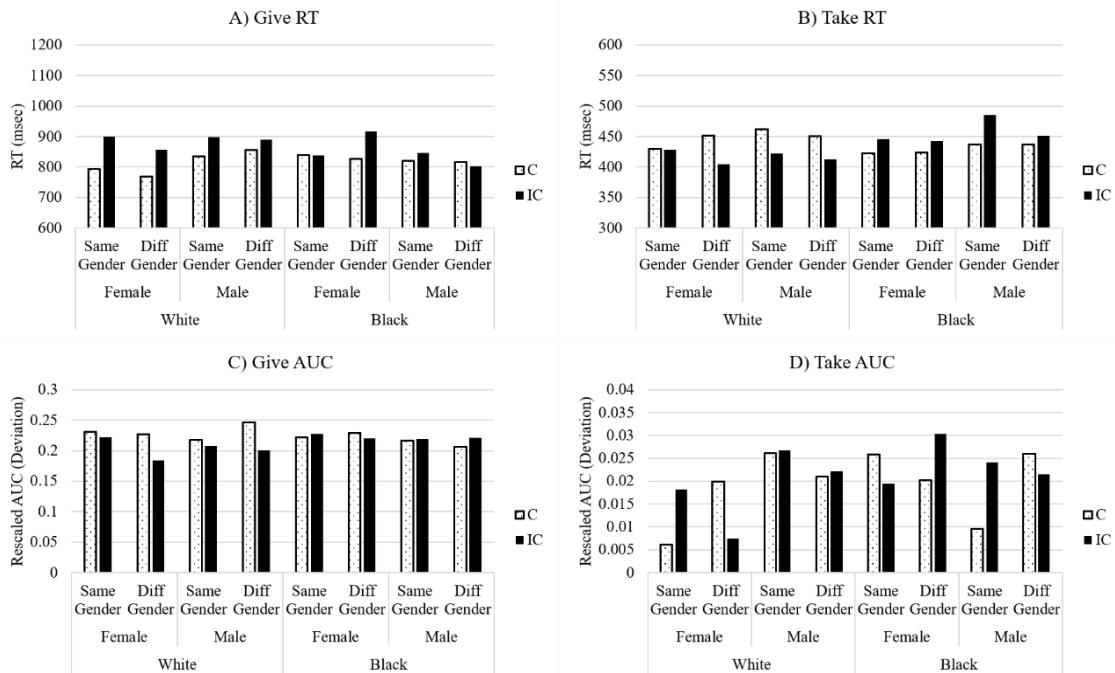 A) Give RT
1200
1100
1000
900
800
700
600
RT (msec)
C
IC
Same Gender
Diff Gender
Same Gender
Diff Gender
Same Gender
Diff Gender
Same Gender
Diff Gender
Female
Male
Female
Male
White
Black
B) Take RT
600
550
500
450
400
350
300
RT (msec)
C
IC
Same Gender
Diff Gender
Same Gender
Diff Gender
Same Gender
Diff Gender
Same Gender
Diff Gender
Female
Male
Female
Male
White
Black
C) Give AUC
0.3
0.25
0.2
0.15
0.1
0.05
0
Rescaled AUC (Deviation)
C
IC
Same Gender
Diff Gender
Same Gender
Diff Gender
Same Gender
Diff Gender
Same Gender
Diff Gender
Female
Male
Female
Male
White
Black
D) Take AUC
0.04
0.035
0.03
0.025
0.02
0.015
0.01
0.005
0
Rescaled AUC (Deviation)
C
IC
Same Gender
Diff Gender
Same Gender
Diff Gender
Same Gender
Diff Gender
Same Gender
Diff Gender
Female
Male
Female
Male
White
Black